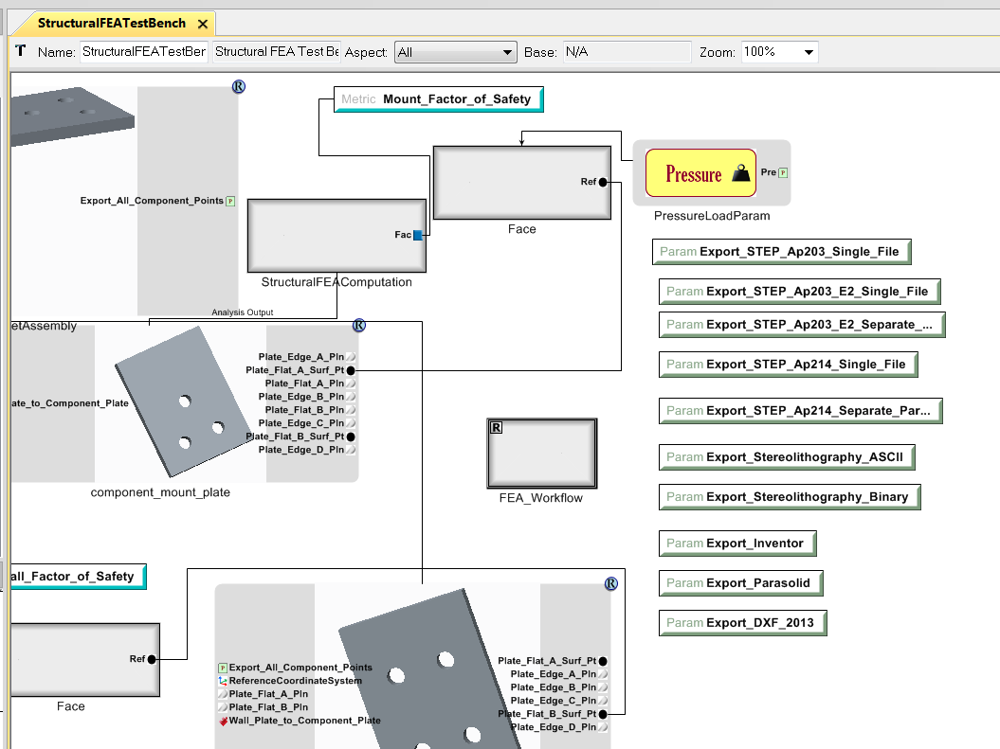 StructuralFEATestBench
Name: StructuralFEATestBer Structural FEA Test Be Aspect: All Base: N/A Zoom: 100%
R
Metric Mount_Factor_of_Safety
Export_All_Component_Points P
Ref
Face
Pressure
Pre P
PressureLoadParam
Fac
StructuralFEAComputation
Analysis Output
Param Export_STEP_Ap203_Single_File
Param Export_STEP_Ap203_E2_Single_File
Param Export_STEP_Ap203_E2_Separate_...
Param Export_STEP_Ap214_Single_File
Param Export_STEP_Ap214_Separate_Par...
Param Export_Stereolithography_ASCII
Param Export_Stereolithography_Binary
Param Export_Inventor
Param Export_Parasolid
Param Export_DXF_2013
etAssembly
R
ate_to_Component_Plate
Plate_Edge_A_Pln
Plate_Flat_A_Surf_Pt
Plate_Flat_A_Pln
Plate_Edge_B_Pln
Plate_Flat_B_Pln
Plate_Edge_C_Pln
Plate_Flat_B_Surf_Pt
Plate_Edge_D_Pln
component_mount_plate
R
FEA_Workflow
all_Factor_of_Safety
Ref
Face
R
P Export_All_Component_Points
ReferenceCoordinateSystem
Plate_Flat_A_Pln
Plate_Flat_B_Pln
Wall_Plate_to_Component_Plate
Plate_Flat_A_Surf_Pt
Plate_Edge_A_Pln
Plate_Edge_B_Pln
Plate_Edge_C_Pln
Plate_Flat_B_Surf_Pt
Plate_Edge_D_Pln